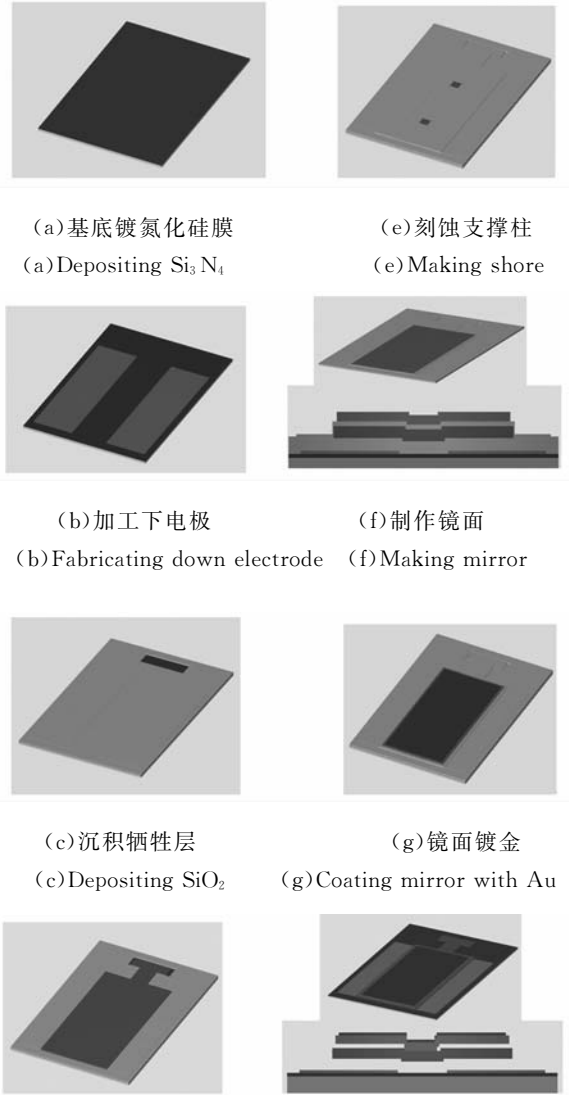 (a)基底镀氮化硅膜
(a)Depositing Si₃N₄
(e)刻蚀支撑柱
(e)Making shore
(b)加工下电极
(b)Fabricating down electrode
(f)制作镜面
(f)Making mirror
(c)沉积牺牲层
(c)Depositing SiO₂
(g)镜面镀金
(g)Coating mirror with Au